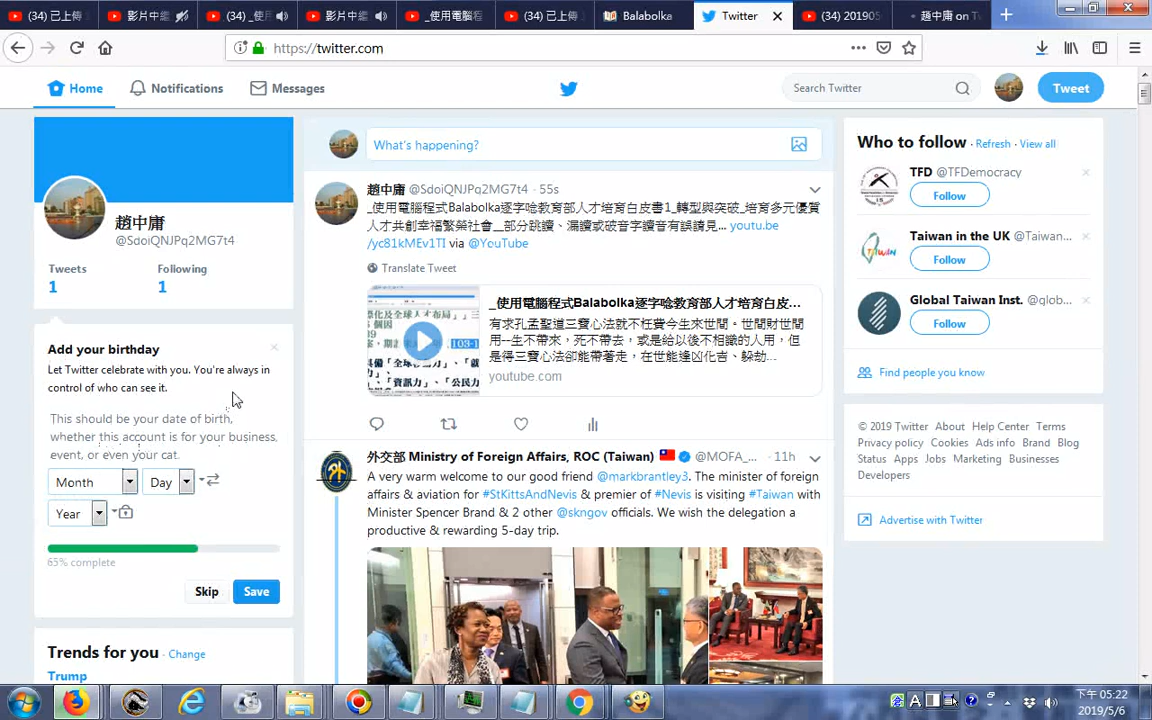 (34) 已上傳
影片中繼
(34) _使
影片中繼
_使用電腦程
(34) 已上傳
Balabolka
Twitter
(34) 201905
趙中庸 on Tw
https://twitter.com
Home
Notifications
Messages
Search Twitter
Tweet
趙中庸
@SdoiQNJPq2MG7t4
Tweets
1
Following
1
Add your birthday
Let Twitter celebrate with you. You're always in
control of who can see it.
This should be your date of birth,
whether this account is for your business,
event, or even your cat.
Month
Day
Year
65% complete
Skip
Save
Trends for you · Change
Trump
What's happening?
趙中庸 @SdoiQNJPq2MG7t4 · 55s
_使用電腦程式Balabolka逐字唸教育部人才培育白皮書1_轉型與突破_培育多元優質
人才共創幸福繁榮社會__部分跳讀、漏讀或破音字讀音有誤請見... youtu.be
/yc81kMEv1TI via @YouTube
Translate Tweet
_使用電腦程式Balabolka逐字唸教育部人才培育白皮...
有求孔孟聖道三寶心法就不枉費今生來世間。世間財世間
用--生不帶來，死不帶去，或是給以後不相識的人用，但
是得三寶心法卻能帶著走，在世能逢凶化吉、躲劫...
youtube.com
外交部 Ministry of Foreign Affairs, ROC (Taiwan) @MOFA_... · 11h
A very warm welcome to our good friend @markbrantley3. The minister of foreign
affairs & aviation for #StKittsAndNevis & premier of #Nevis is visiting #Taiwan with
Minister Spencer Brand & 2 other @skngov officials. We wish the delegation a
productive & rewarding 5-day trip.
Who to follow · Refresh · View all
TFD @TFDemocracy
Follow
Taiwan in the UK @Taiwan...
Follow
Global Taiwan Inst. @glob...
Follow
Find people you know
© 2019 Twitter About Help Center Terms
Privacy policy Cookies Ads info Brand Blog
Status Apps Jobs Marketing Businesses
Developers
Advertise with Twitter
下午 05:22
2019/5/6